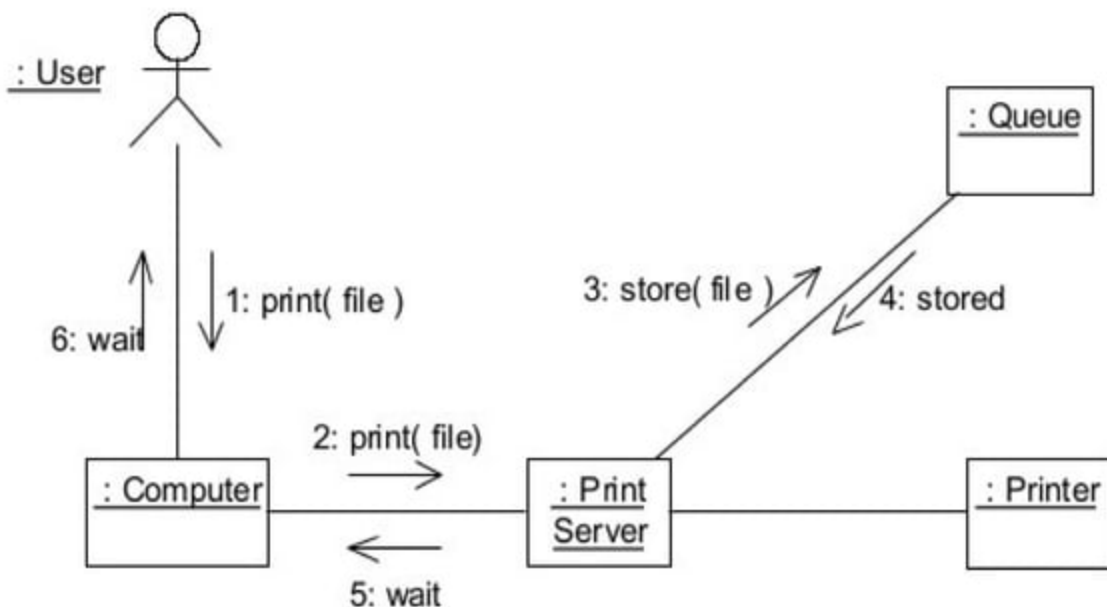 : User
: Queue
3: store( file )
4: stored
1: print( file )
6: wait
2: print( file)
: Computer
: Print
Server
: Printer
5: wait